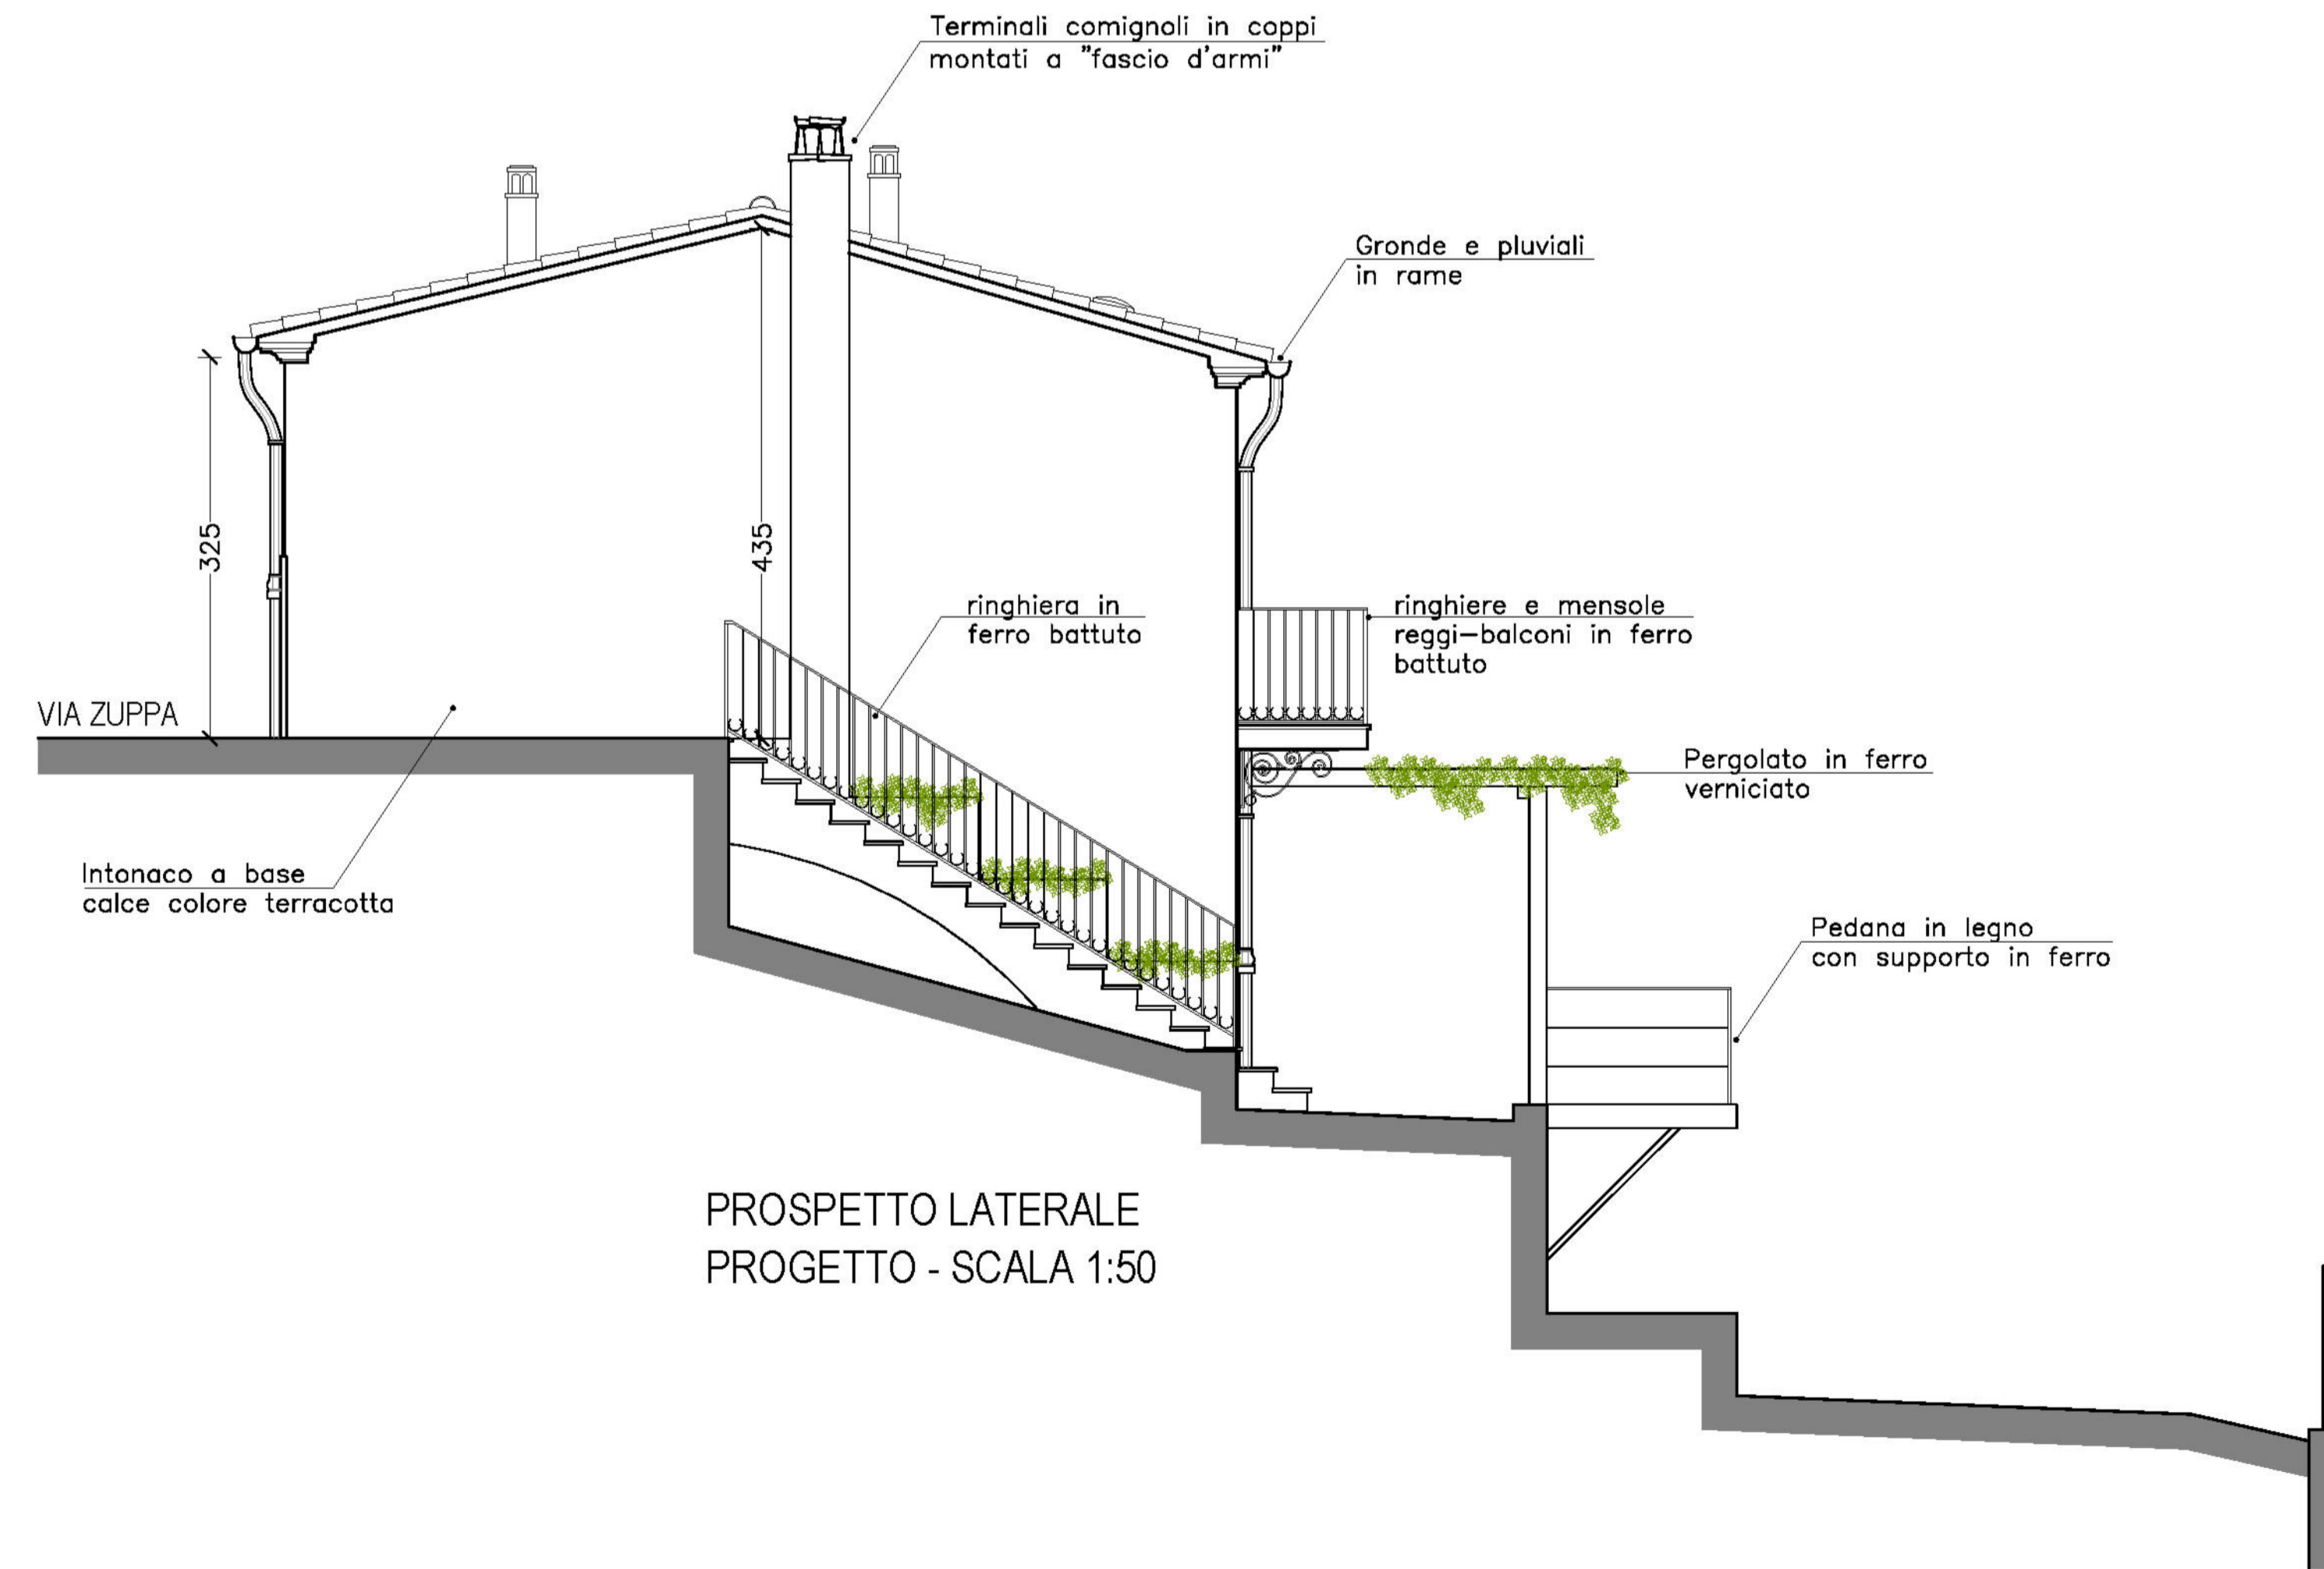 Terminali comignoli in coppi
montati a "fascio d'armi"
Gronde e pluviali
in rame
325
435
ringhiera in
ferro battuto
ringhiere e mensole
reggi-balconi in ferro
battuto
VIA ZUPPA
Pergolato in ferro
verniciato
Intonaco a base
calce colore terracotta
Pedana in legno
con supporto in ferro
PROSPETTO LATERALE
PROGETTO - SCALA 1:50